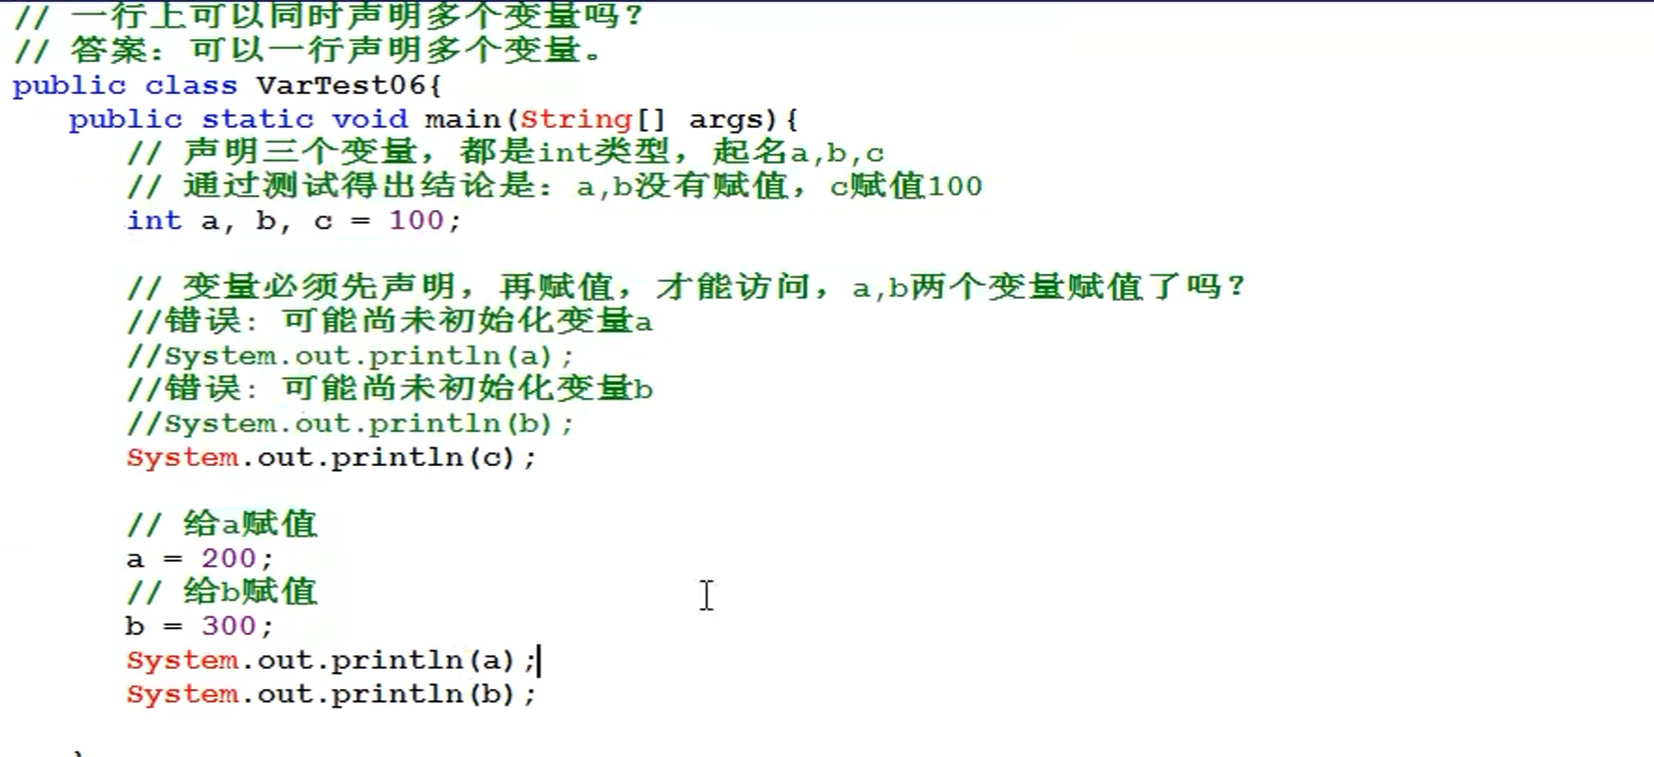 // 一行上可以同时声明多个变量吗？
// 答案：可以一行声明多个变量。
public class VarTest06{
public static void main(String[] args){
// 声明三个变量，都是int类型，起名a,b,c
// 通过测试得出结论是：a,b没有赋值，c赋值100
int a, b, c = 100;
// 变量必须先声明，再赋值，才能访问，a,b两个变量赋值了吗？
//错误: 可能尚未初始化变量a
//System.out.println(a);
//错误: 可能尚未初始化变量b
//System.out.println(b);
System.out.println(c);
// 给a赋值
a = 200;
// 给b赋值
b = 300;
System.out.println(a);
System.out.println(b);